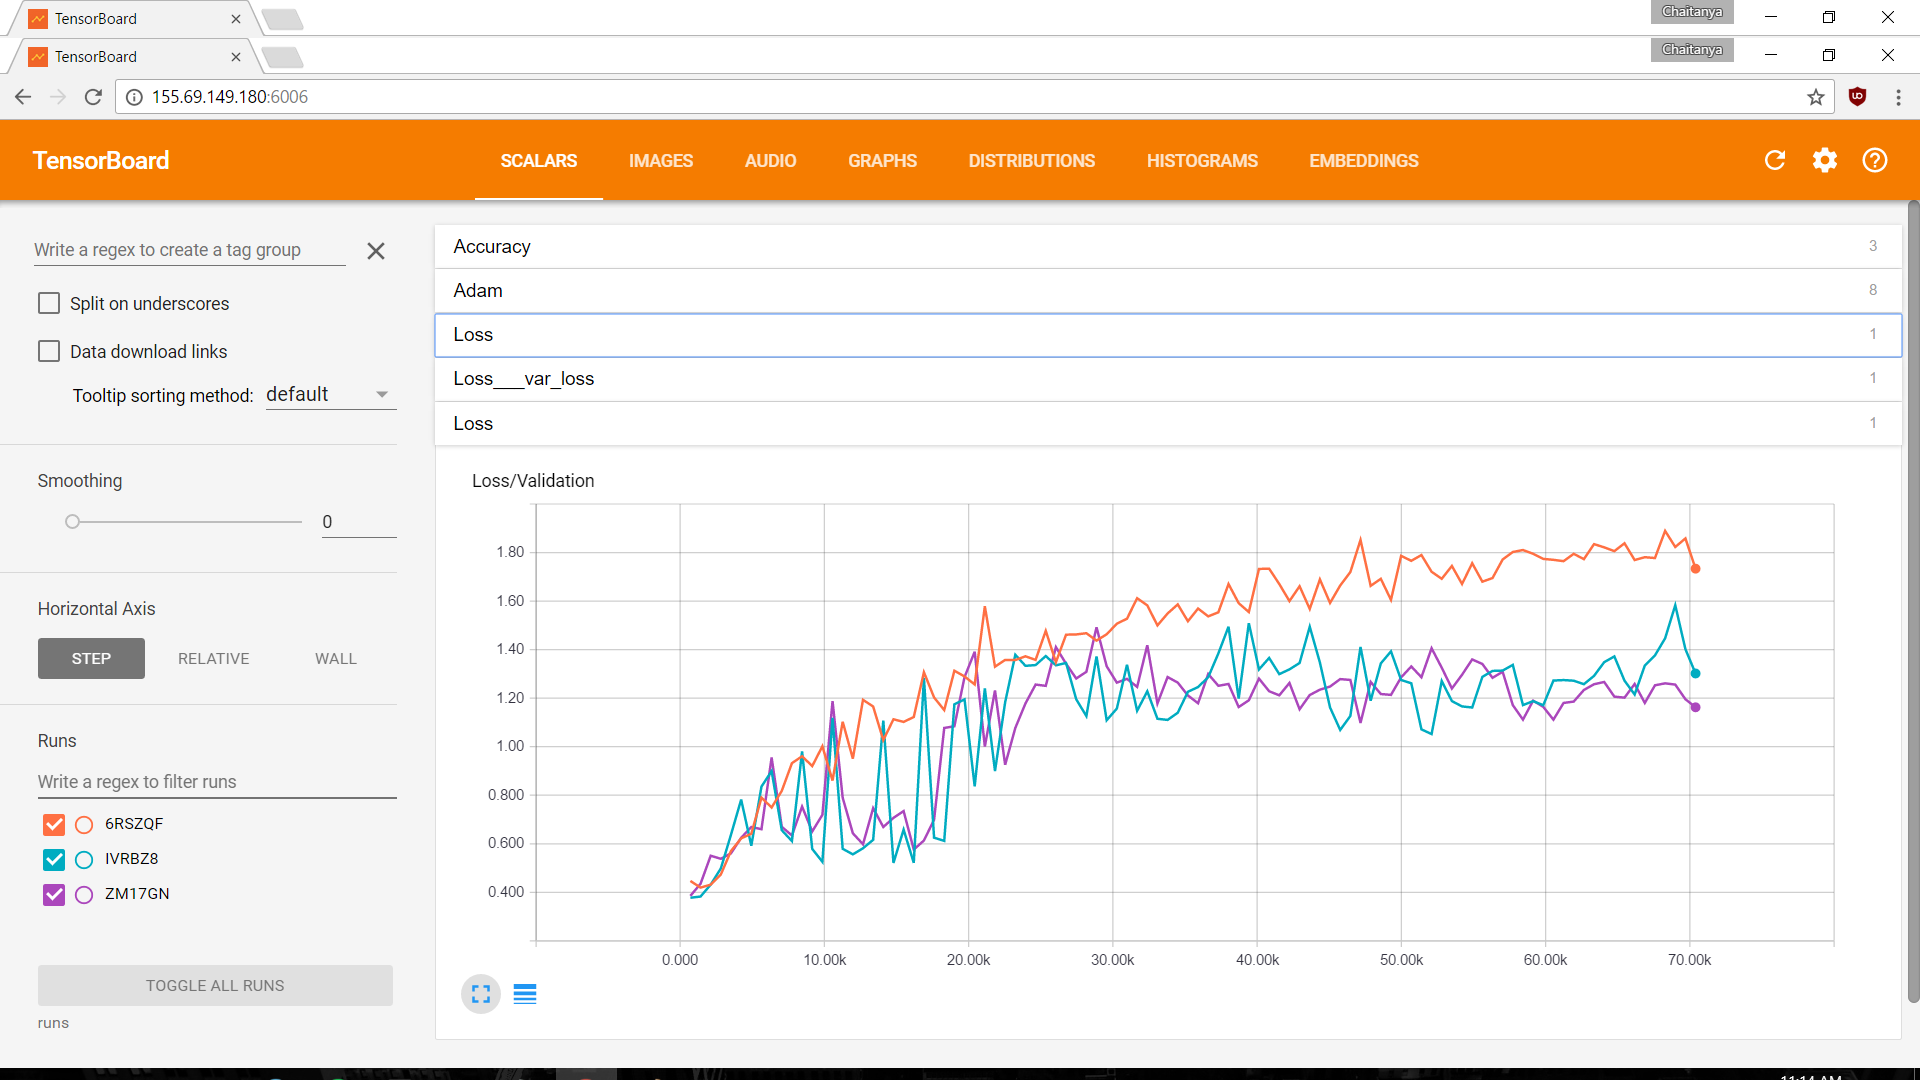 TensorBoard
Chaitanya
TensorBoard
Chaitanya
155.69.149.180:6006
TensorBoard
SCALARS IMAGES AUDIO GRAPHS DISTRIBUTIONS HISTOGRAMS EMBEDDINGS
Write a regex to create a tag group
Split on underscores
Data download links
Tooltip sorting method: default
Smoothing
0
Horizontal Axis
STEP RELATIVE WALL
Runs
Write a regex to filter runs
6RSZQF
IVRBZ8
ZM17GN
TOGGLE ALL RUNS
runs
Accuracy 3
Adam 8
Loss 1
Loss___var_loss 1
Loss 1
Loss/Validation
1.80
1.60
1.40
1.20
1.00
0.800
0.600
0.400
0.000 10.00k 20.00k 30.00k 40.00k 50.00k 60.00k 70.00k
11:14 AM